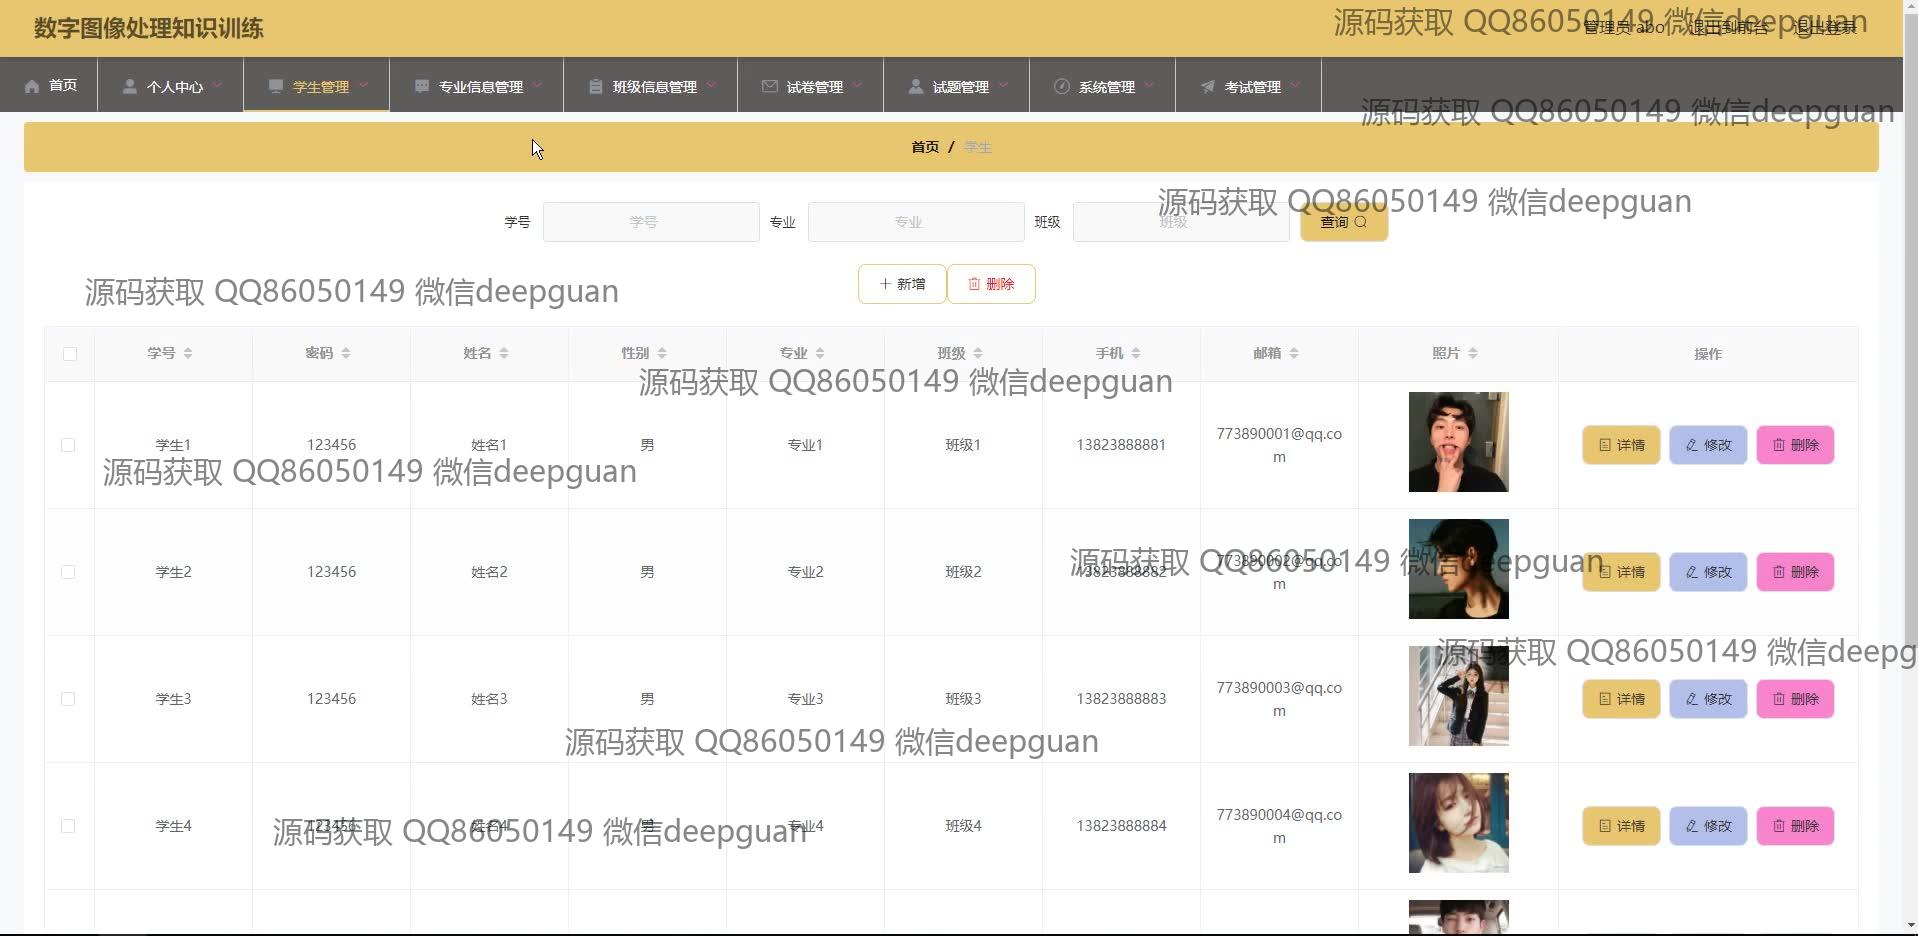 数字图像处理知识训练
管理员 abo 退出到前台 退出登录
源码获取 QQ86050149 微信deepguan
首页 个人中心 学生管理 专业信息管理 班级信息管理 试卷管理 试题管理 系统管理 考试管理
源码获取 QQ86050149 微信deepguan
首页 / 学生
源码获取 QQ86050149 微信deepguan
学号 学号 专业 专业 班级 班级 查询
新增 删除
源码获取 QQ86050149 微信deepguan
学号 密码 姓名 性别 专业 班级 手机 邮箱 照片 操作
源码获取 QQ86050149 微信deepguan
学生1 123456 姓名1 男 专业1 班级1 13823888881 773890001@qq.co
m
详情 修改 删除
源码获取 QQ86050149 微信deepguan
学生2 123456 姓名2 男 专业2 班级2 13823888882 773890002@qq.co
m
详情 修改 删除
源码获取 QQ86050149 微信deepguan
源码获取 QQ86050149 微信deepg
学生3 123456 姓名3 男 专业3 班级3 13823888883 773890003@qq.co
m
详情 修改 删除
源码获取 QQ86050149 微信deepguan
学生4 123456 姓名4 男 专业4 班级4 13823888884 773890004@qq.co
m
详情 修改 删除
源码获取 QQ86050149 微信deepguan